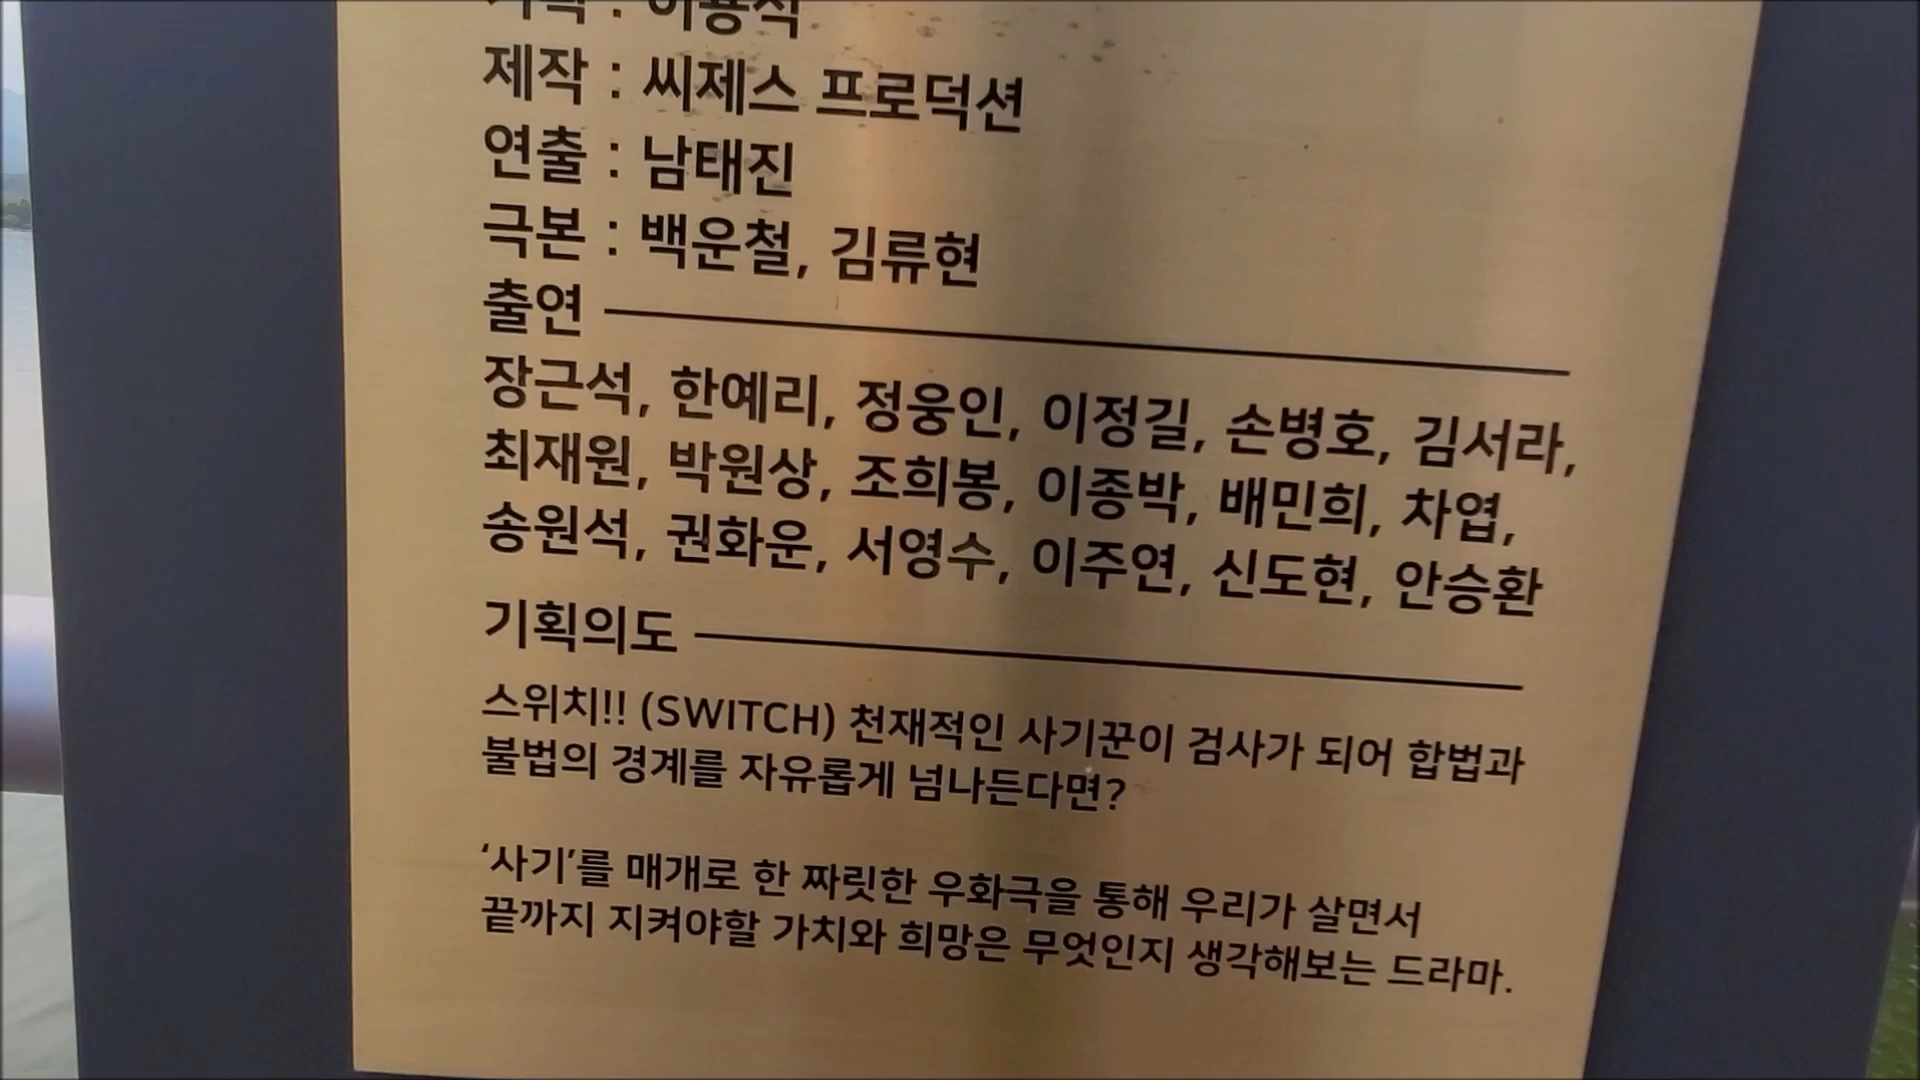 기획 : 이용석
제작 : 씨제스 프로덕션
연출 : 남태진
극본 : 백운철, 김류현
출연
장근석, 한예리, 정웅인, 이정길, 손병호, 김서라,
최재원, 박원상, 조희봉, 이종박, 배민희, 차엽,
송원석, 권화운, 서영수, 이주연, 신도현, 안승환
기획의도
스위치!! (SWITCH) 천재적인 사기꾼이 검사가 되어 합법과
불법의 경계를 자유롭게 넘나든다면?
‘사기’를 매개로 한 짜릿한 우화극을 통해 우리가 살면서
끝까지 지켜야할 가치와 희망은 무엇인지 생각해보는 드라마.